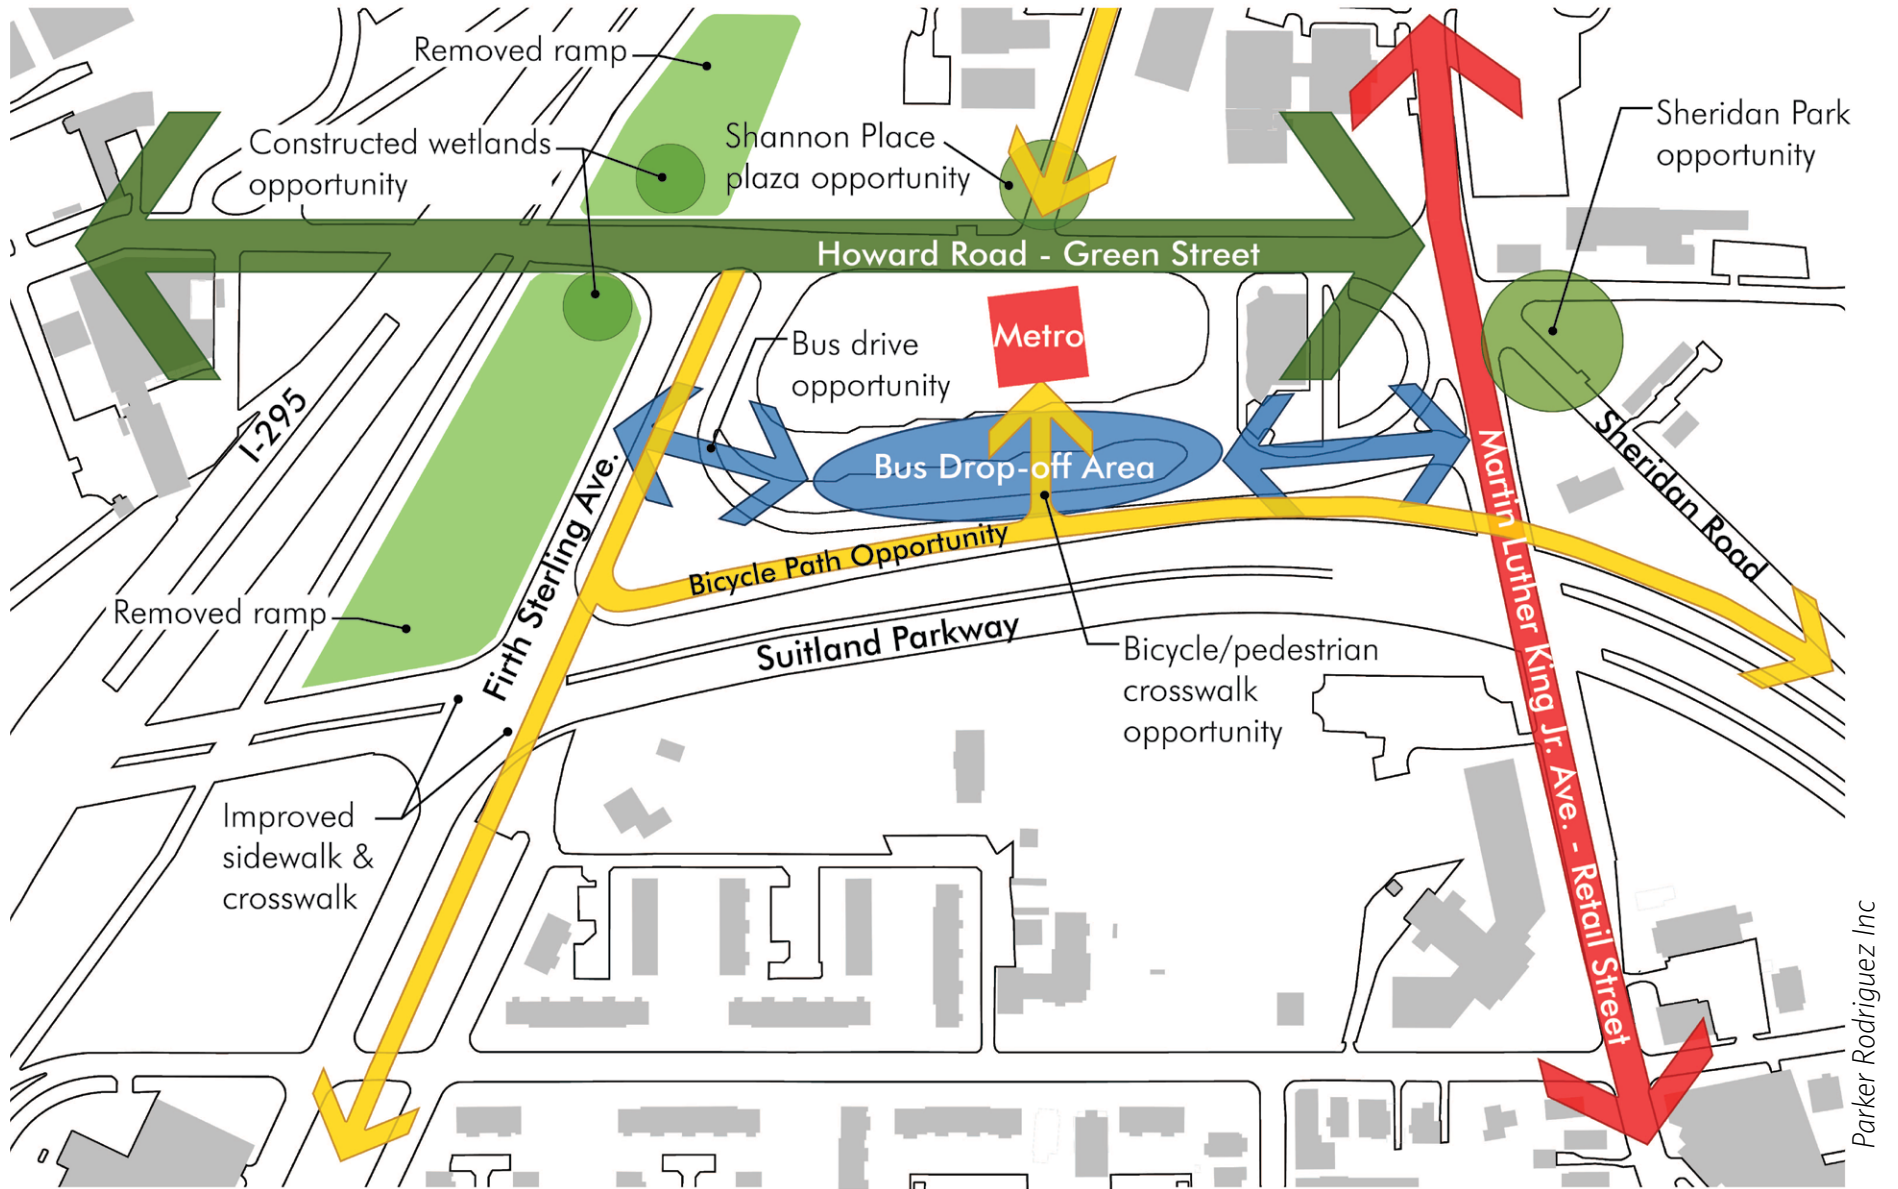 Removed ramp
Constructed wetlands
opportunity
Shannon Place
plaza opportunity
Sheridan Park
opportunity
Howard Road - Green Street
Metro
Bus drive
opportunity
I-295
Bus Drop-off Area
Sheridan Road
Firth Sterling Ave.
Bicycle Path Opportunity
Martin Luther King Jr. Ave. - Retail Street
Removed ramp
Suitland Parkway
Bicycle/pedestrian
crosswalk
opportunity
Improved
sidewalk &
crosswalk
Parker Rodriguez Inc